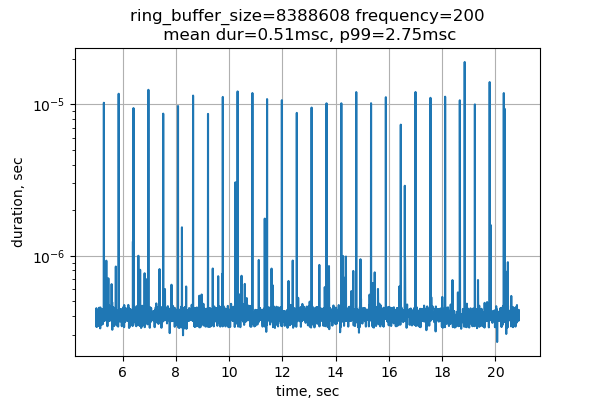 ring_buffer_size=8388608 frequency=200
mean dur=0.51msc, p99=2.75msc
duration, sec
10⁻⁵
10⁻⁶
6 8 10 12 14 16 18 20
time, sec